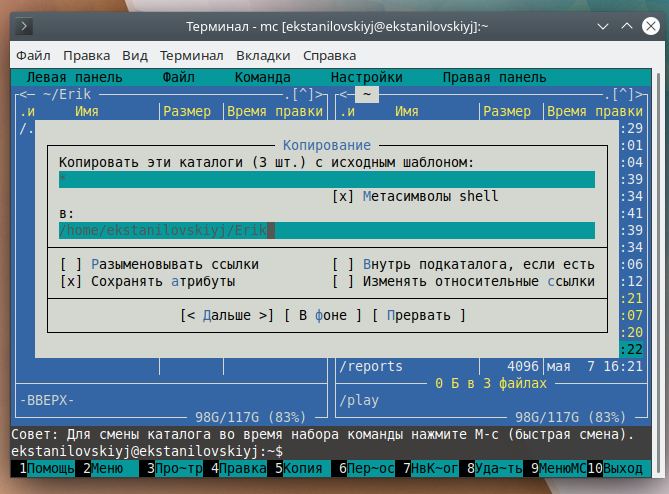 Терминал - mc [ekstanilovskiyj@ekstanilovskiyj]:~
Файл Правка Вид Терминал Вкладки Справка
Левая панель Файл Команда Настройки Правая панель
<— ~/Erik .[^]> <— ~ .[^]>
.и Имя Размер Время правки .и Имя Размер Время правки
/. :29
:01
Копирование :04
Копировать эти каталоги (3 шт.) с исходным шаблоном: :04
* :39
[x] Метасимволы shell :34
в: :41
/home/ekstanilovskiyj/Erik :39
:34
[ ] Разыменовывать ссылки [ ] Внутрь подкаталога, если есть :06
[x] Сохранять атрибуты [ ] Изменять относительные ссылки :12
:21
[< Дальше >] [ В фоне ] [ Прервать ] :07
:20
:22
/reports 4096 мая 7 16:21
0 Б в 3 файлах
-ВВЕРХ- /play
98G/117G (83%) 98G/117G (83%)
Совет: Для смены каталога во время набора команды нажмите M-c (быстрая смена).
ekstanilovskiyj@ekstanilovskiyj:~$
1Помощь 2Меню 3Про~тр 4Правка 5Копия 6Пер~ос 7НвК~ог 8Уда~ть 9МенюMC 10Выход